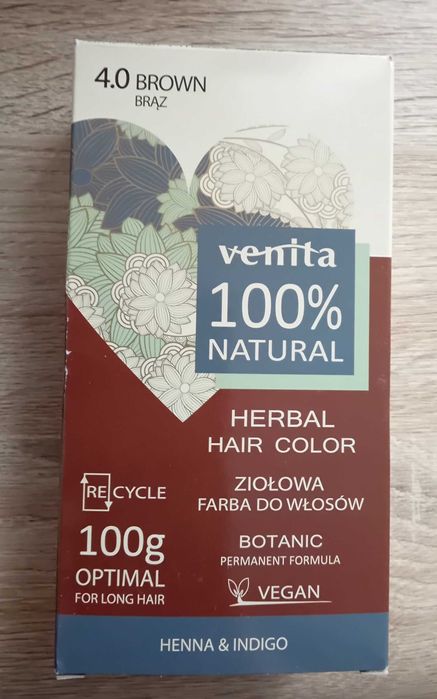 4.0 BROWN
BRĄZ
venita
100%
NATURAL
HERBAL
HAIR COLOR
RECYCLE
ZIOŁOWA
FARBA DO WŁOSÓW
100g
OPTIMAL
FOR LONG HAIR
BOTANIC
PERMANENT FORMULA
VEGAN
HENNA & INDIGO